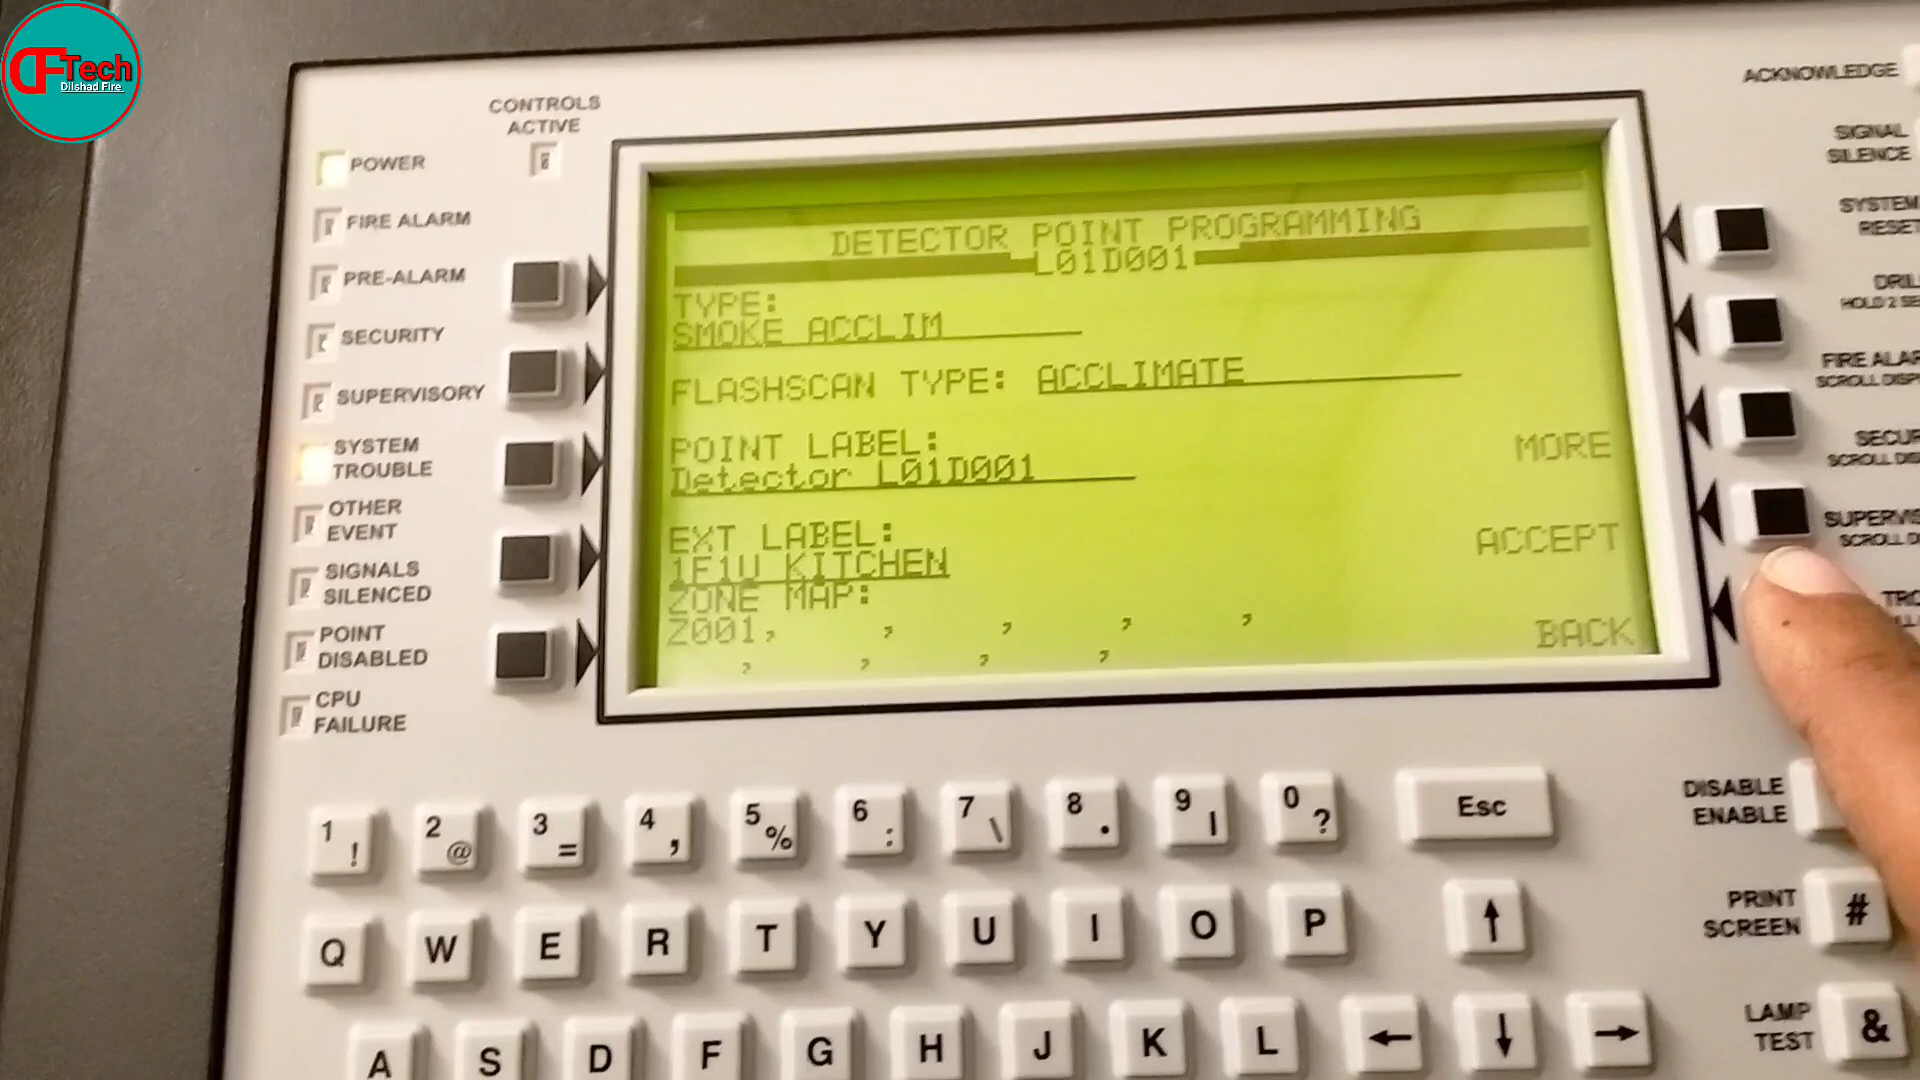 DFTech
Dilshad Fire
CONTROLS
ACTIVE
POWER
FIRE ALARM
PRE-ALARM
SECURITY
SUPERVISORY
SYSTEM
TROUBLE
OTHER
EVENT
SIGNALS
SILENCED
POINT
DISABLED
CPU
FAILURE
DETECTOR POINT PROGRAMMING
L01D001
TYPE:
SMOKE ACCLIM
FLASHSCAN TYPE: ACCLIMATE
POINT LABEL:
Detector L01D001
MORE
EXT LABEL:
1F1U KITCHEN
ACCEPT
ZONE MAP:
Z001, , , , ,
, , , ,
BACK
ACKNOWLEDGE
SIGNAL
SILENCE
SYSTEM
RESET
DRILL
HOLD 2 SE
FIRE ALAR
SCROLL DISP
SECUR
SCROLL DIS
SUPERVIS
SCROLL D
TRO
1 ! 2 @ 3 = 4 , 5 % 6 : 7 \ 8 . 9 | 0 ? Esc
DISABLE
ENABLE
Q W E R T Y U I O P ↑
PRINT
SCREEN
#
A S D F G H J K L ← ↓ →
LAMP
TEST
&